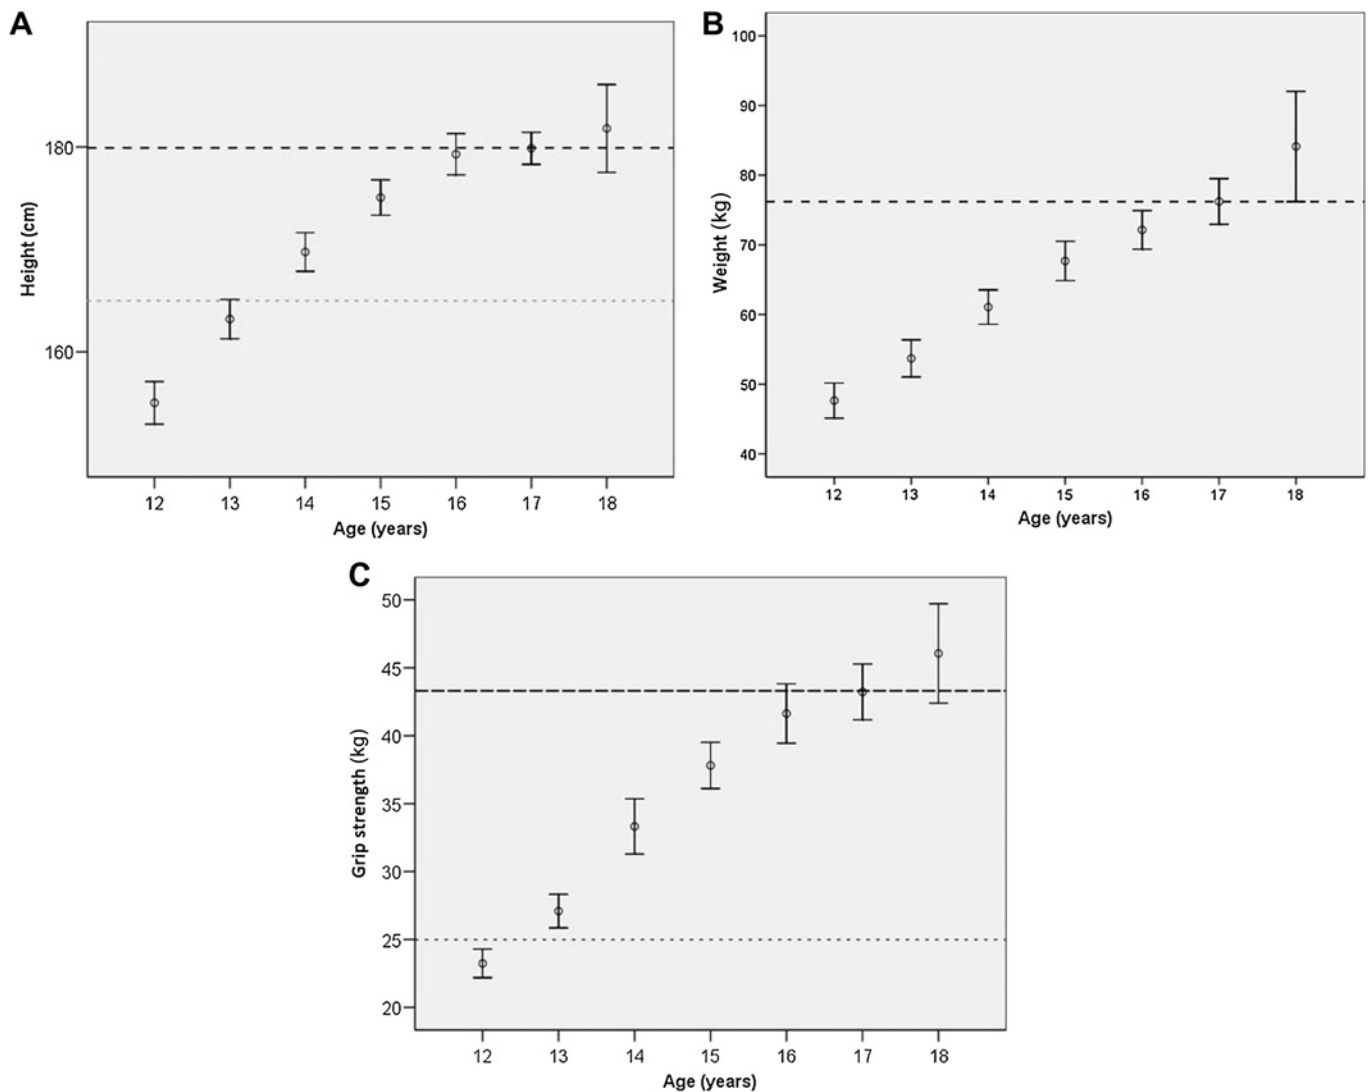 A
Height (cm)
180
160
12 13 14 15 16 17 18
Age (years)
B
Weight (kg)
100
90
80
70
60
50
40
12 13 14 15 16 17 18
Age (years)
C
Grip strength (kg)
50
45
40
35
30
25
20
12 13 14 15 16 17 18
Age (years)